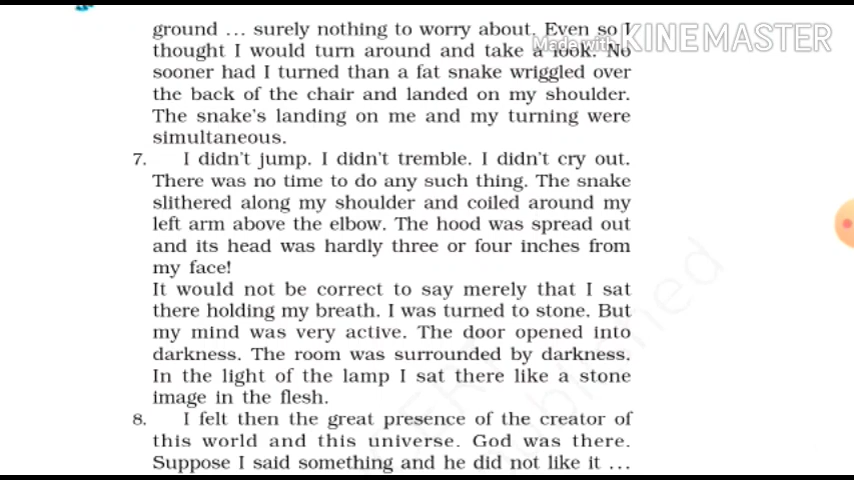 ground ... surely nothing to worry about. Even so I
thought I would turn around and take a look. No
sooner had I turned than a fat snake wriggled over
the back of the chair and landed on my shoulder.
The snake's landing on me and my turning were
simultaneous.
7. I didn't jump. I didn't tremble. I didn't cry out.
There was no time to do any such thing. The snake
slithered along my shoulder and coiled around my
left arm above the elbow. The hood was spread out
and its head was hardly three or four inches from
my face!
It would not be correct to say merely that I sat
there holding my breath. I was turned to stone. But
my mind was very active. The door opened into
darkness. The room was surrounded by darkness.
In the light of the lamp I sat there like a stone
image in the flesh.
8. I felt then the great presence of the creator of
this world and this universe. God was there.
Suppose I said something and he did not like it ...
Made with KINEMASTER